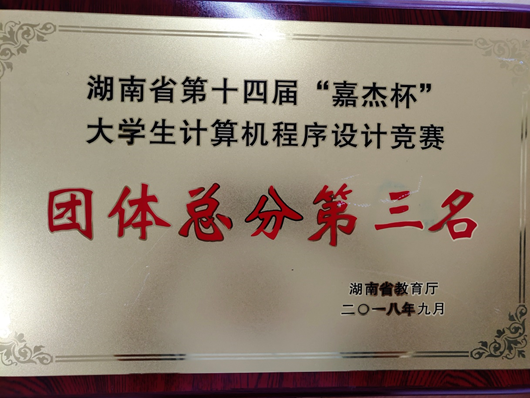 湖南省第十四届“嘉杰杯”
大学生计算机程序设计竞赛
团体总分第三名
湖南省教育厅
二〇一八年九月